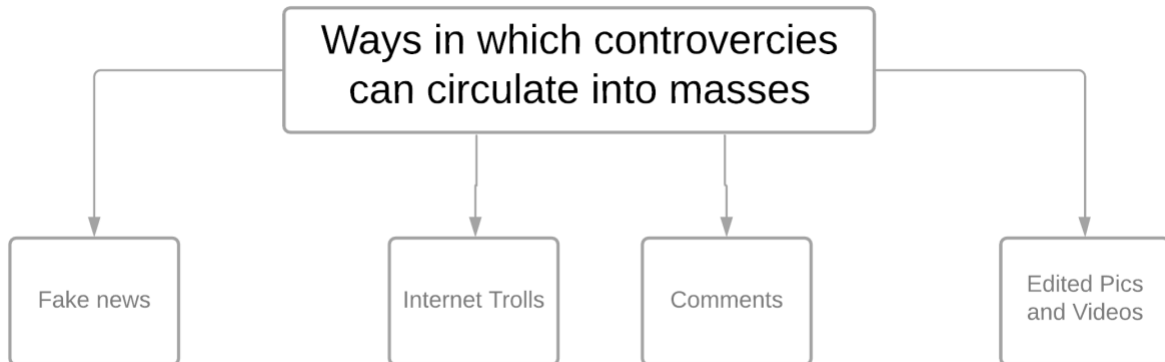 Ways in which controvercies
can circulate into masses
Fake news
Internet Trolls
Comments
Edited Pics
and Videos